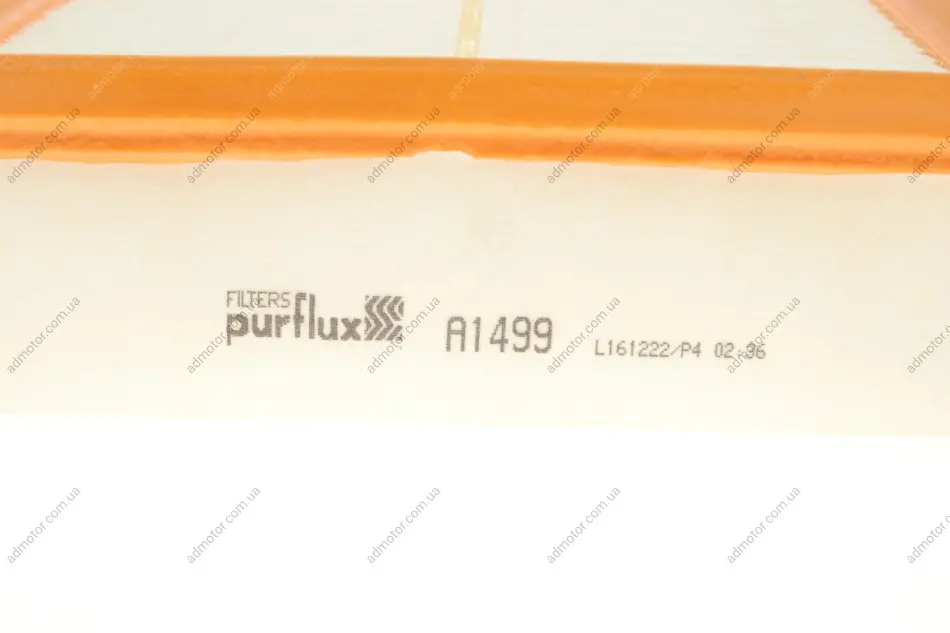 FILTERS
purflux A1499 L161222/P4 02:36
admotor.com.ua